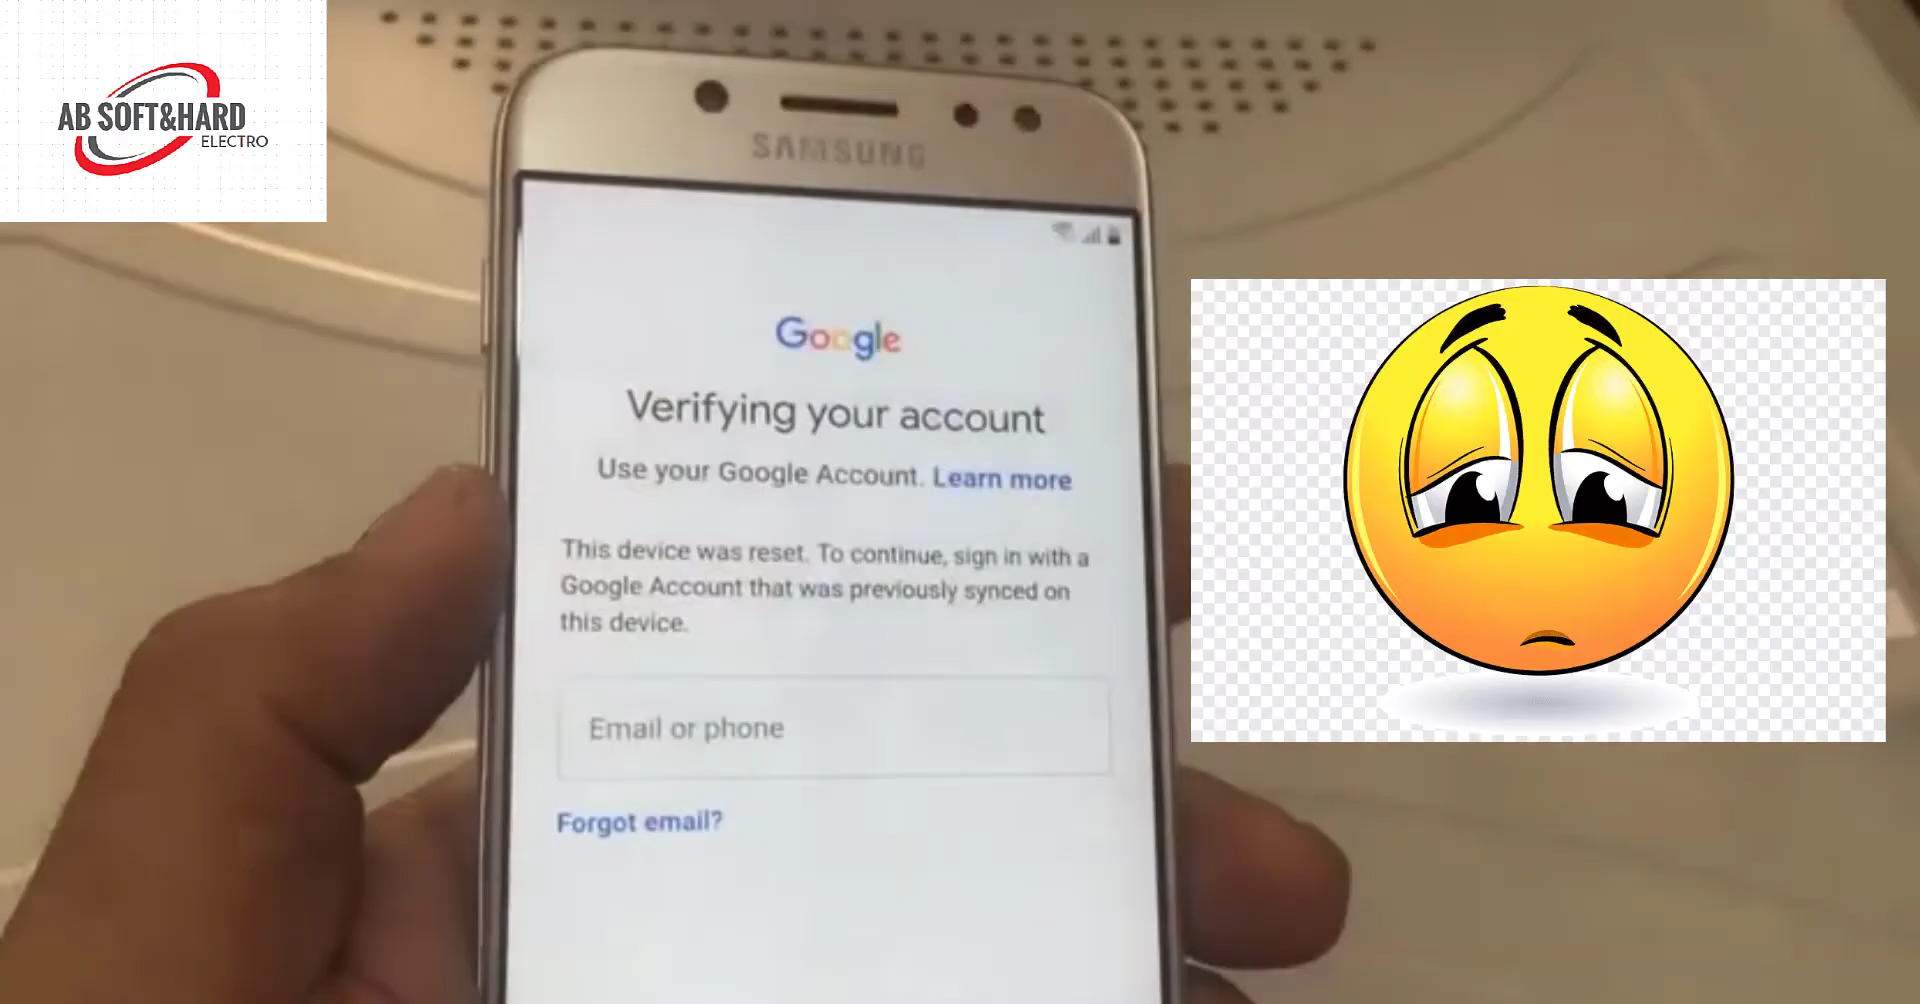 AB SOFT&HARD
ELECTRO
SAMSUNG
Google
Verifying your account
Use your Google Account. Learn more
This device was reset. To continue, sign in with a
Google Account that was previously synced on
this device.
Email or phone
Forgot email?